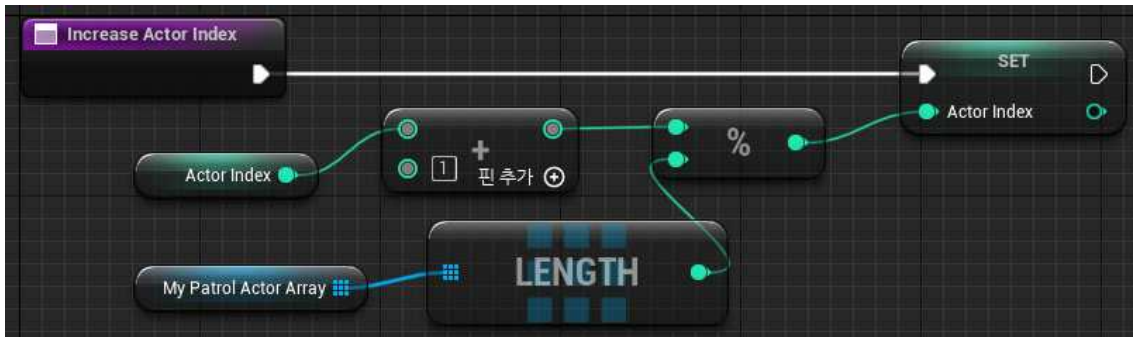 Increase Actor Index
SET
Actor Index
+
1
핀 추가
%
Actor Index
LENGTH
My Patrol Actor Array